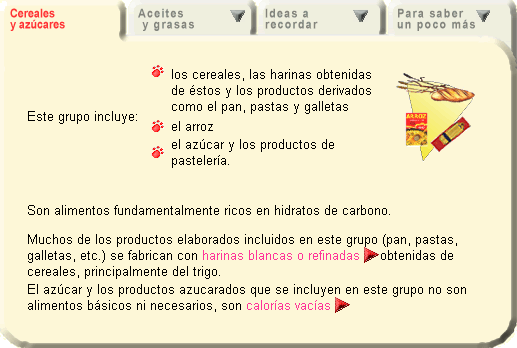 Cereales
y azúcares
Aceites
y grasas
Ideas a
recordar
Para saber
un poco más
Este grupo incluye:
los cereales, las harinas obtenidas
de éstos y los productos derivados
como el pan, pastas y galletas
el arroz
el azúcar y los productos de
pastelería.
ARROZ
Son alimentos fundamentalmente ricos en hidratos de carbono.
Muchos de los productos elaborados incluidos en este grupo (pan, pastas,
galletas, etc.) se fabrican con harinas blancas o refinadas obtenidas de
cereales, principalmente del trigo.
El azúcar y los productos azucarados que se incluyen en este grupo no son
alimentos básicos ni necesarios, son calorías vacías